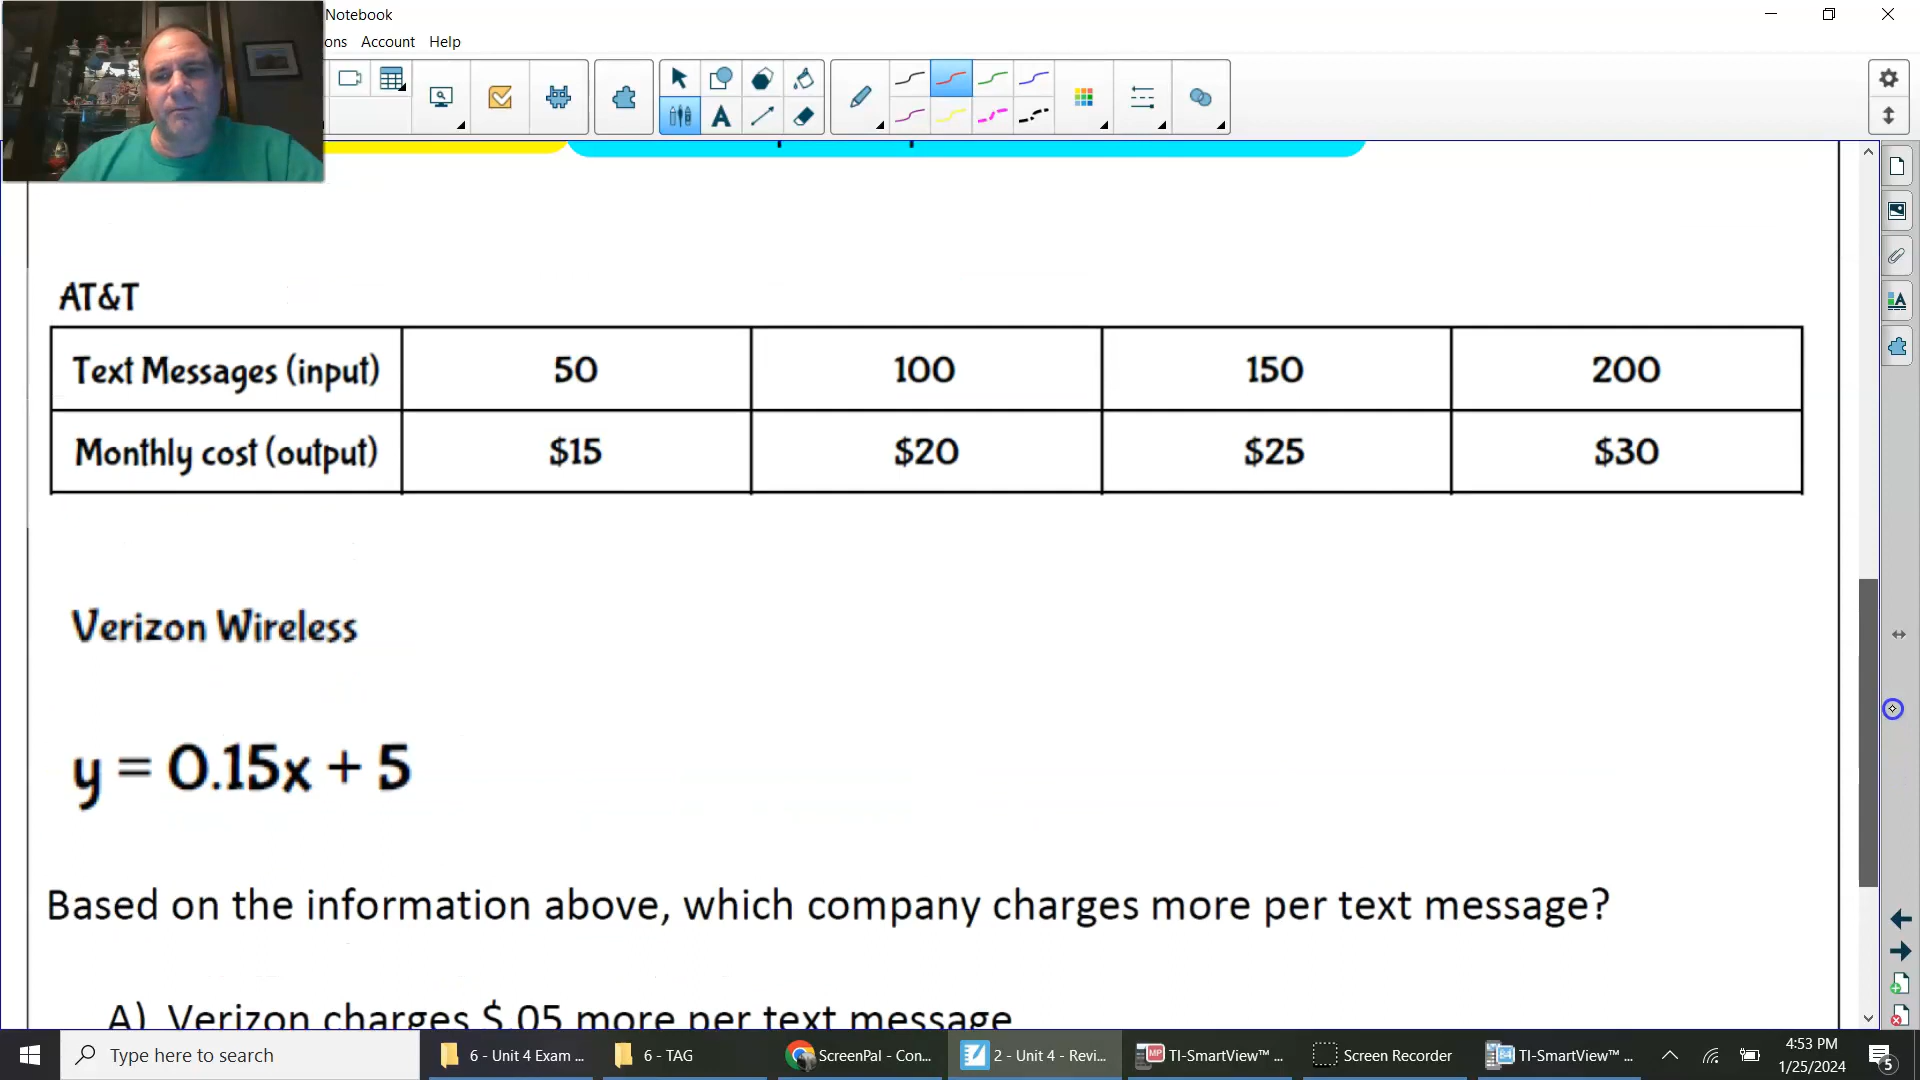 Notebook
ons Account Help
AT&T
Text Messages (input) 50 100 150 200
Monthly cost (output) $15 $20 $25 $30
Verizon Wireless
y = 0.15x + 5
Based on the information above, which company charges more per text message?
A) Verizon charges $.05 more per text message
Type here to search
6 - Unit 4 Exam ...
6 - TAG
ScreenPal - Con...
2 - Unit 4 - Revi...
TI-SmartView™ ...
Screen Recorder
TI-SmartView™ ...
4:53 PM
1/25/2024
5